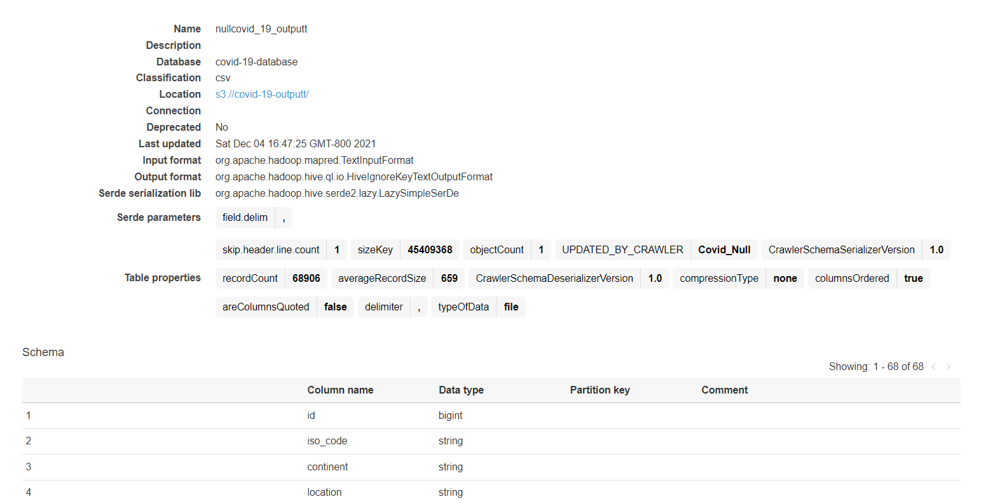 Name nullcovid_19_outputt
Description
Database covid-19-database
Classification csv
Location s3://covid-19-outputt/
Connection
Deprecated No
Last updated Sat Dec 04 16:47:25 GMT-800 2021
Input format org.apache.hadoop.mapred.TextInputFormat
Output format org.apache.hadoop.hive.ql.io.HiveIgnoreKeyTextOutputFormat
Serde serialization lib org.apache.hadoop.hive.serde2.lazy.LazySimpleSerDe
Serde parameters field.delim ,
skip.header.line.count 1 sizeKey 45409368 objectCount 1 UPDATED_BY_CRAWLER Covid_Null CrawlerSchemaSerializerVersion 1.0
Table properties recordCount 68906 averageRecordSize 659 CrawlerSchemaDeserializerVersion 1.0 compressionType none columnsOrdered true
areColumnsQuoted false delimiter , typeOfData file
Schema
Showing: 1 - 68 of 68 < >
Column name Data type Partition key Comment
1 id bigint
2 iso_code string
3 continent string
4 location string